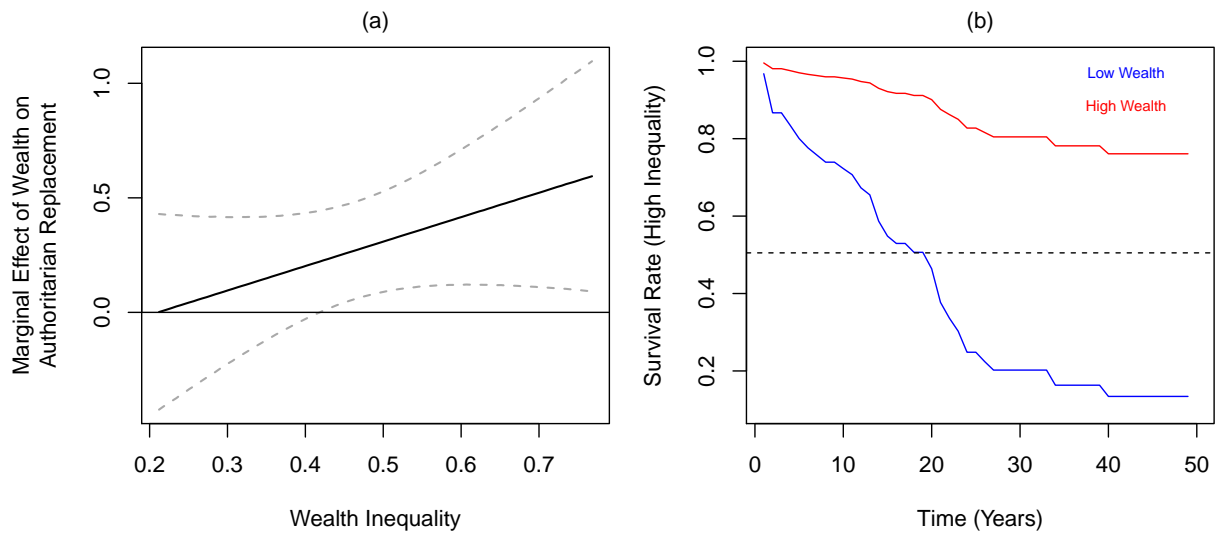 (a)
Marginal Effect of Wealth on
Authoritarian Replacement
1.0
0.5
0.0
0.2 0.3 0.4 0.5 0.6 0.7
Wealth Inequality
(b)
Survival Rate (High Inequality)
1.0
0.8
0.6
0.4
0.2
Low Wealth
High Wealth
0 10 20 30 40 50
Time (Years)